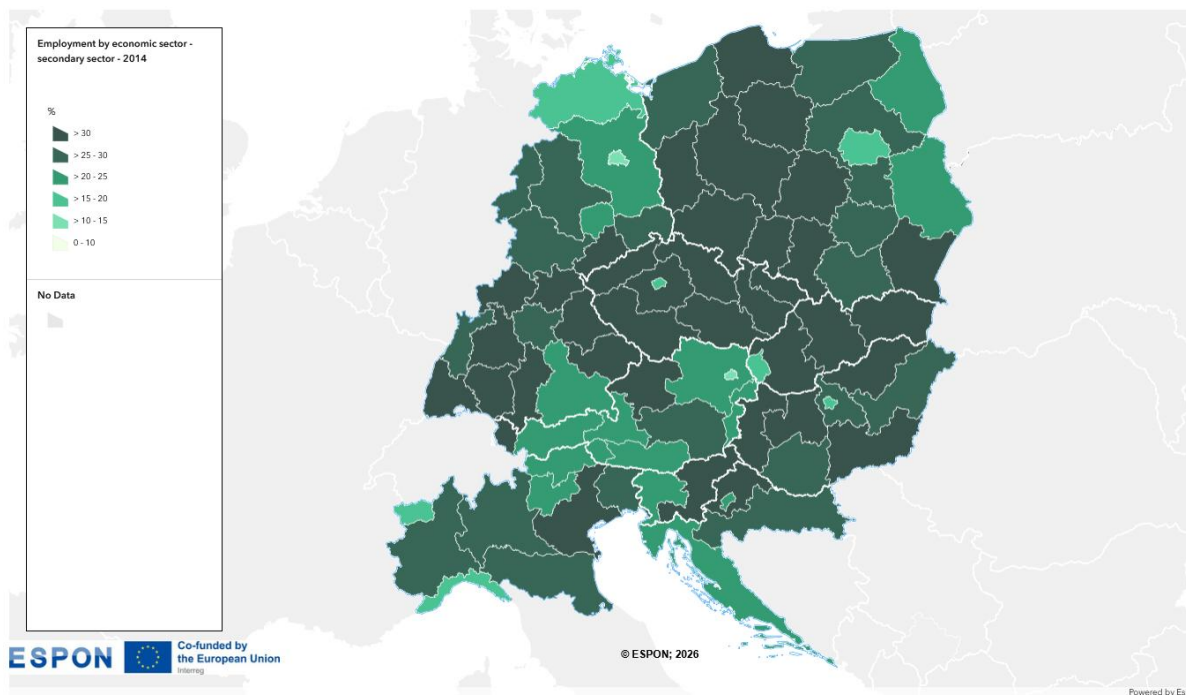 Employment by economic sector -
secondary sector - 2014
%
> 30
> 25 - 30
> 20 - 25
> 15 - 20
> 10 - 15
0 - 10
No Data
ESPON
Co-funded by
the European Union
Interreg
© ESPON; 2026
Powered by Es